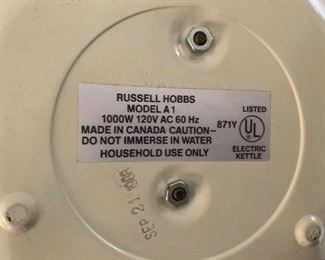 RUSSELL HOBBS
MODEL A1
1000W 120V AC 60 Hz
MADE IN CANADA CAUTION–
DO NOT IMMERSE IN WATER
HOUSEHOLD USE ONLY
LISTED
871Y UL
ELECTRIC
KETTLE
SEP 21